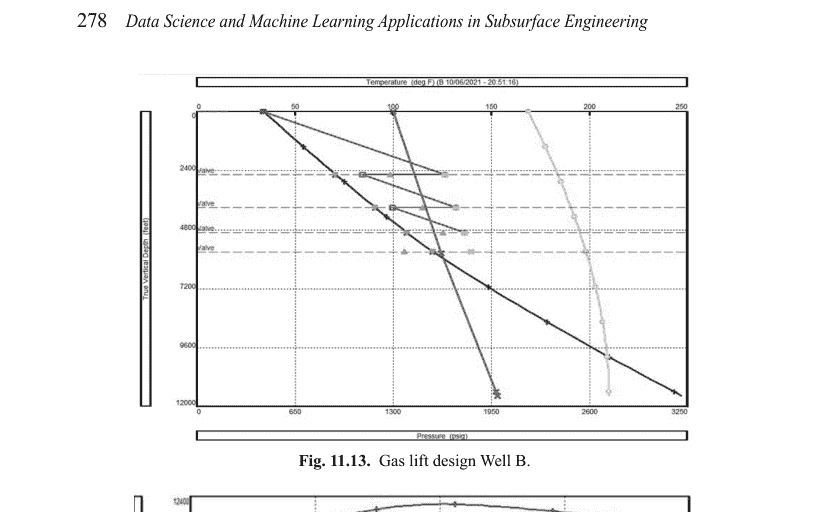 278 Data Science and Machine Learning Applications in Subsurface Engineering
Temperature (deg F) (B 10/06/2021 - 20:51:16)
0 50 100 150 200 250
0
2400
Valve
Valve
4800
Valve
Valve
7200
9600
12000
True Vertical Depth (feet)
0 650 1300 1950 2600 3250
Pressure (psig)
Fig. 11.13. Gas lift design Well B.
12400